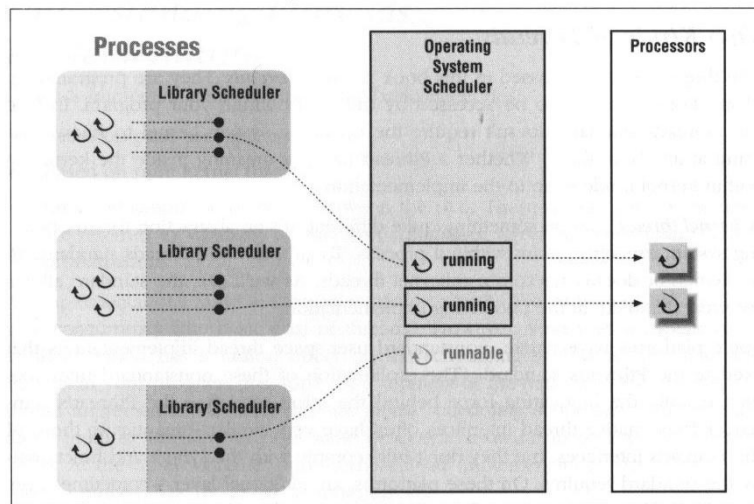 Processes
Library Scheduler
Library Scheduler
Library Scheduler
Operating
System
Scheduler
running
running
runnable
Processors